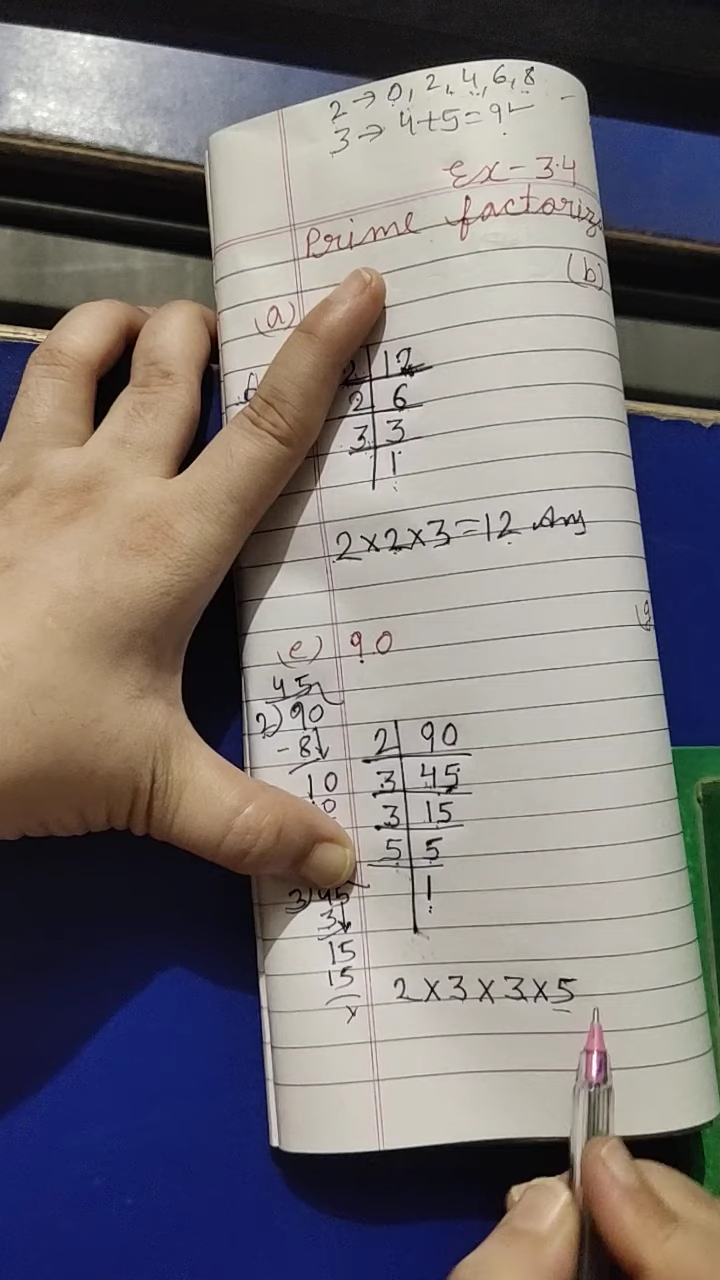 2 → 0, 2, 4, 6, 8
3 → 4+5=9
Ex - 3.4
Prime factoriz
(a)
(b)
2 | 12
2 | 6
3 | 3
1
2×2×3=12 Ans
(e) 90
45
2)90
-8
10
0
3)45
3
15
15
x
2 | 90
3 | 45
3 | 15
5 | 5
1
2×3×3×5
(g